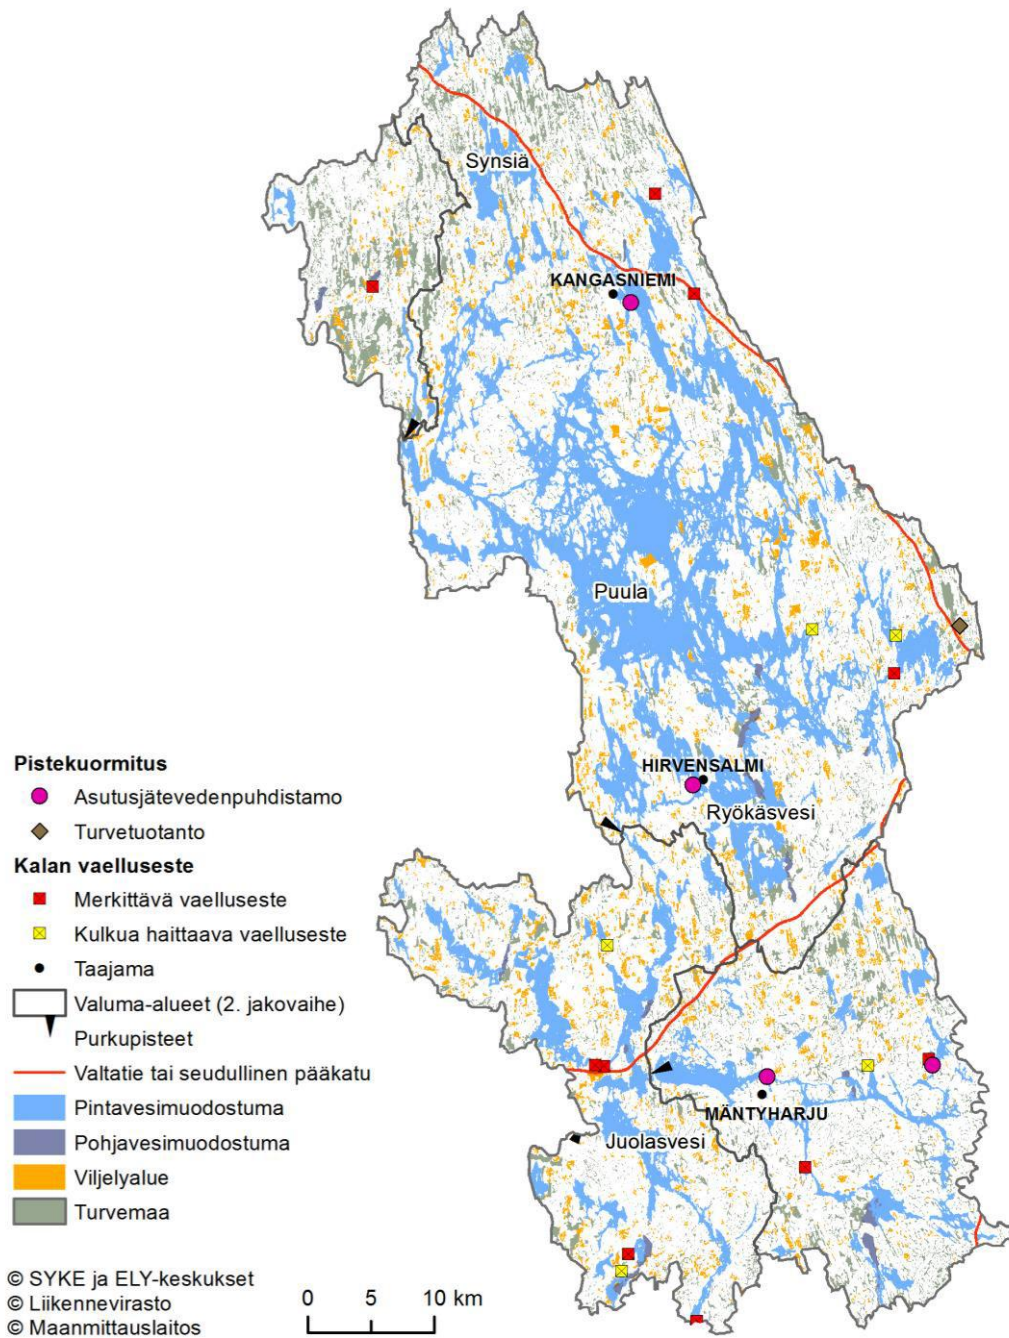 Synsiä
KANGASNIEMI
Puula
HIRVENSALMI
Ryökäsvesi
MÄNTYHARJU
Juolasvesi
Pistekuormitus
Asutusjätevedenpuhdistamo
Turvetuotanto
Kalan vaelluseste
Merkittävä vaelluseste
Kulkua haittaava vaelluseste
Taajama
Valuma-alueet (2. jakovaihe)
Purkupisteet
Valtatie tai seudullinen pääkatu
Pintavesimuodostuma
Pohjavesimuodostuma
Viljelyalue
Turvemaa
© SYKE ja ELY-keskukset
© Liikennevirasto
© Maanmittauslaitos
0 5 10 km